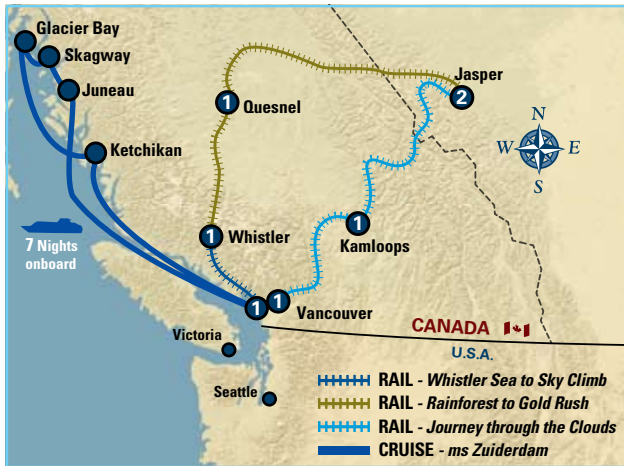 Glacier Bay
Skagway
Juneau
Jasper
2
1
Quesnel
N
W E
S
Ketchikan
7 Nights
onboard
1
Whistler
1
Kamloops
1
1
Vancouver
CANADA
Victoria
U.S.A.
Seattle
RAIL - Whistler Sea to Sky Climb
RAIL - Rainforest to Gold Rush
RAIL - Journey through the Clouds
CRUISE - ms Zuiderdam